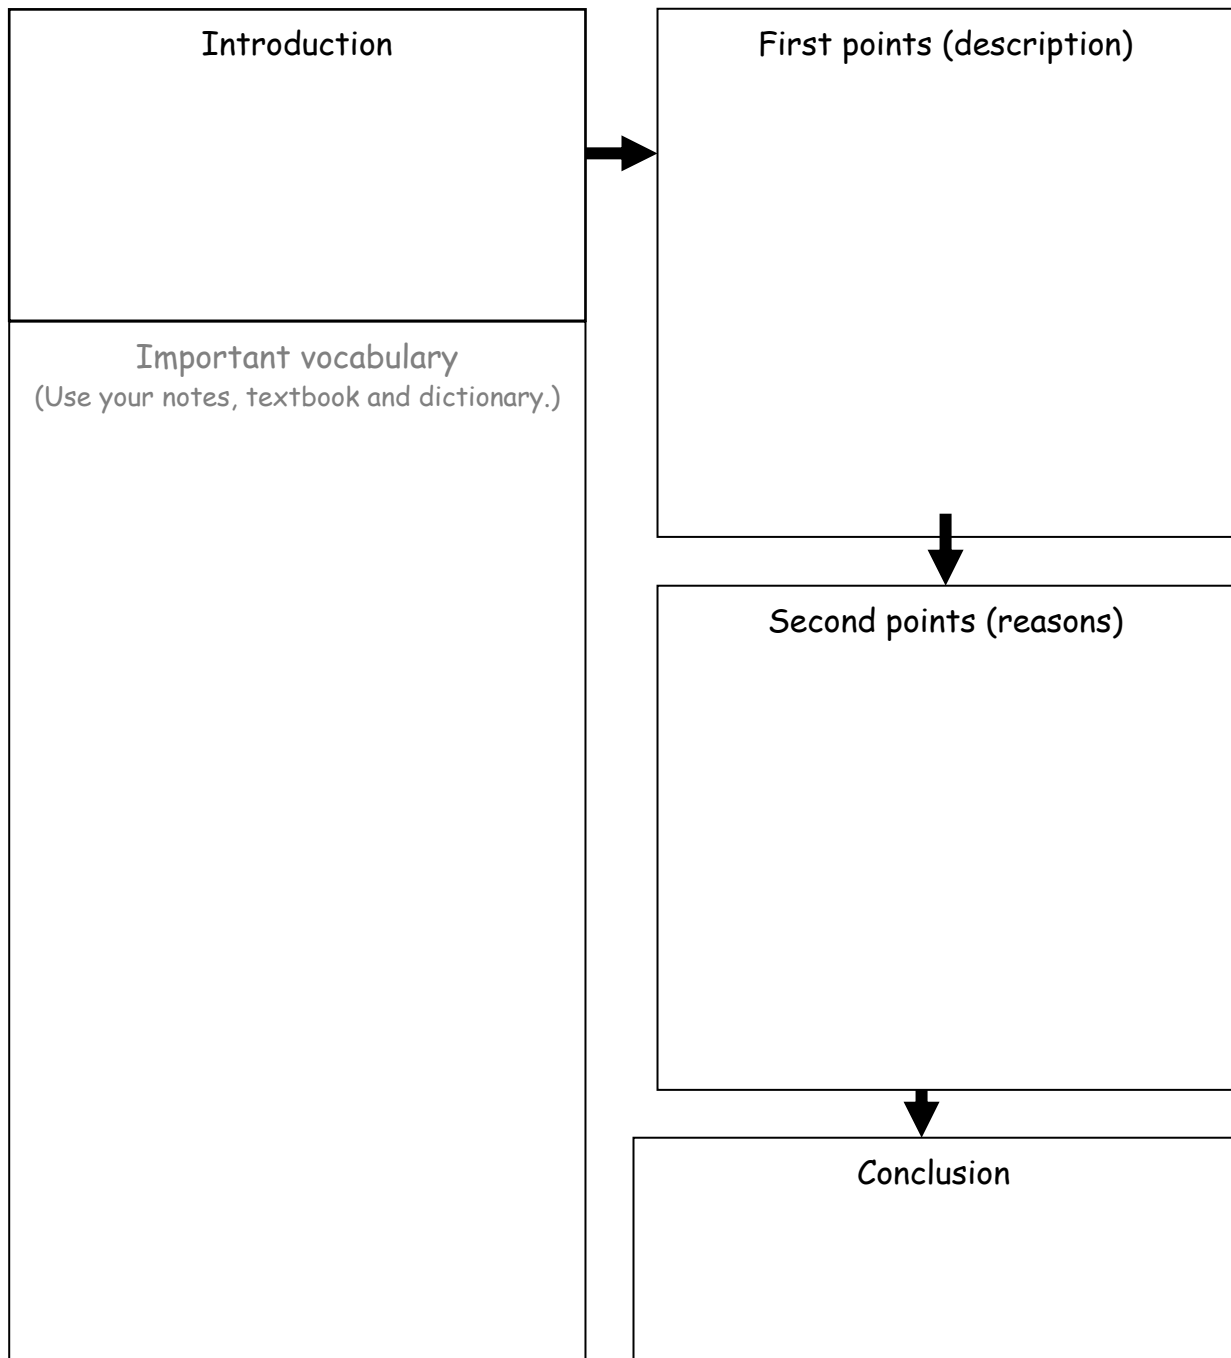 Introduction
Important vocabulary
(Use your notes, textbook and dictionary.)
First points (description)
Second points (reasons)
Conclusion